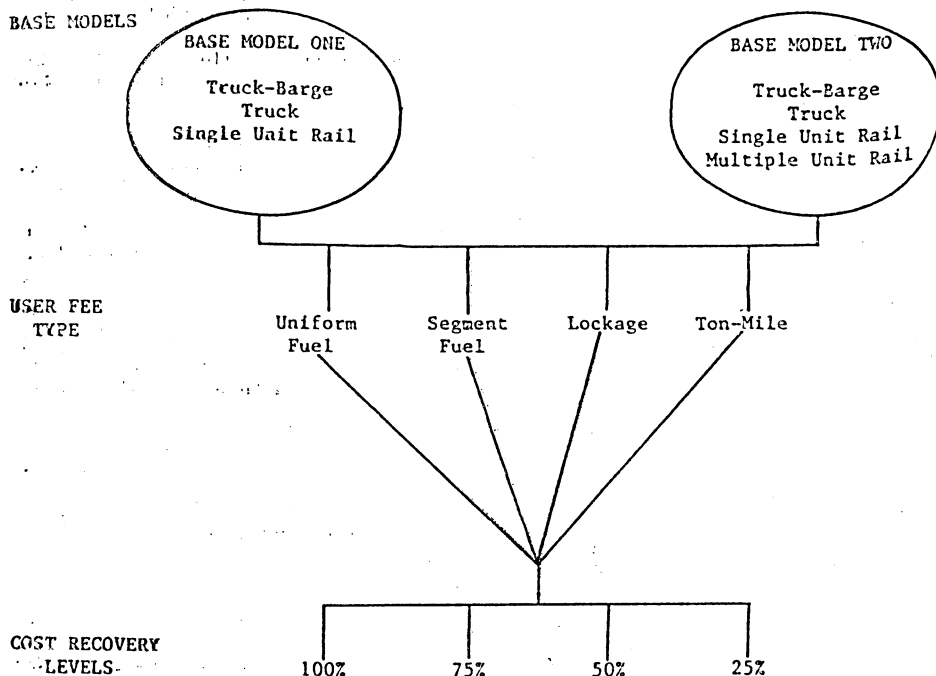 BASE MODELS
BASE MODEL ONE
Truck-Barge
Truck
Single Unit Rail
BASE MODEL TWO
Truck-Barge
Truck
Single Unit Rail
Multiple Unit Rail
USER FEE
TYPE
Uniform
Fuel
Segment
Fuel
Lockage
Ton-Mile
COST RECOVERY
LEVELS
100%
75%
50%
25%